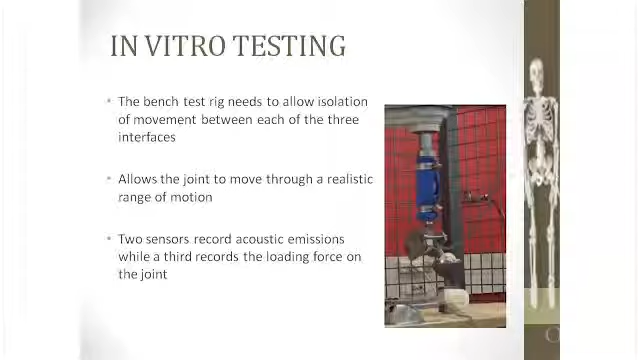 IN VITRO TESTING
• The bench test rig needs to allow isolation
of movement between each of the three
interfaces
• Allows the joint to move through a realistic
range of motion
• Two sensors record acoustic emissions
while a third records the loading force on
the joint